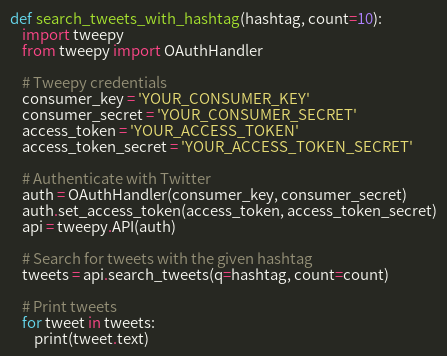 def search_tweets_with_hashtag(hashtag, count=10):
    import tweepy
    from tweepy import OAuthHandler

    # Tweepy credentials
    consumer_key = 'YOUR_CONSUMER_KEY'
    consumer_secret = 'YOUR_CONSUMER_SECRET'
    access_token = 'YOUR_ACCESS_TOKEN'
    access_token_secret = 'YOUR_ACCESS_TOKEN_SECRET'

    # Authenticate with Twitter
    auth = OAuthHandler(consumer_key, consumer_secret)
    auth.set_access_token(access_token, access_token_secret)
    api = tweepy.API(auth)

    # Search for tweets with the given hashtag
    tweets = api.search_tweets(q=hashtag, count=count)

    # Print tweets
    for tweet in tweets:
        print(tweet.text)